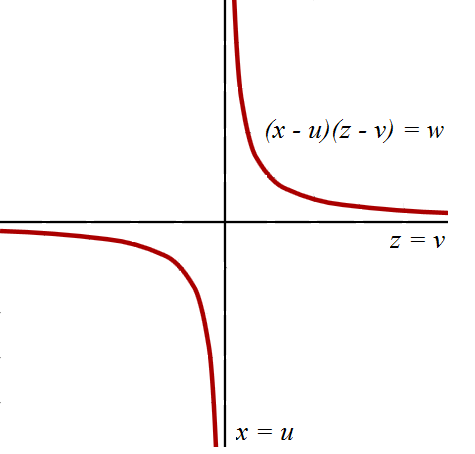 (x - u)(z - v) = w
z = v
x = u